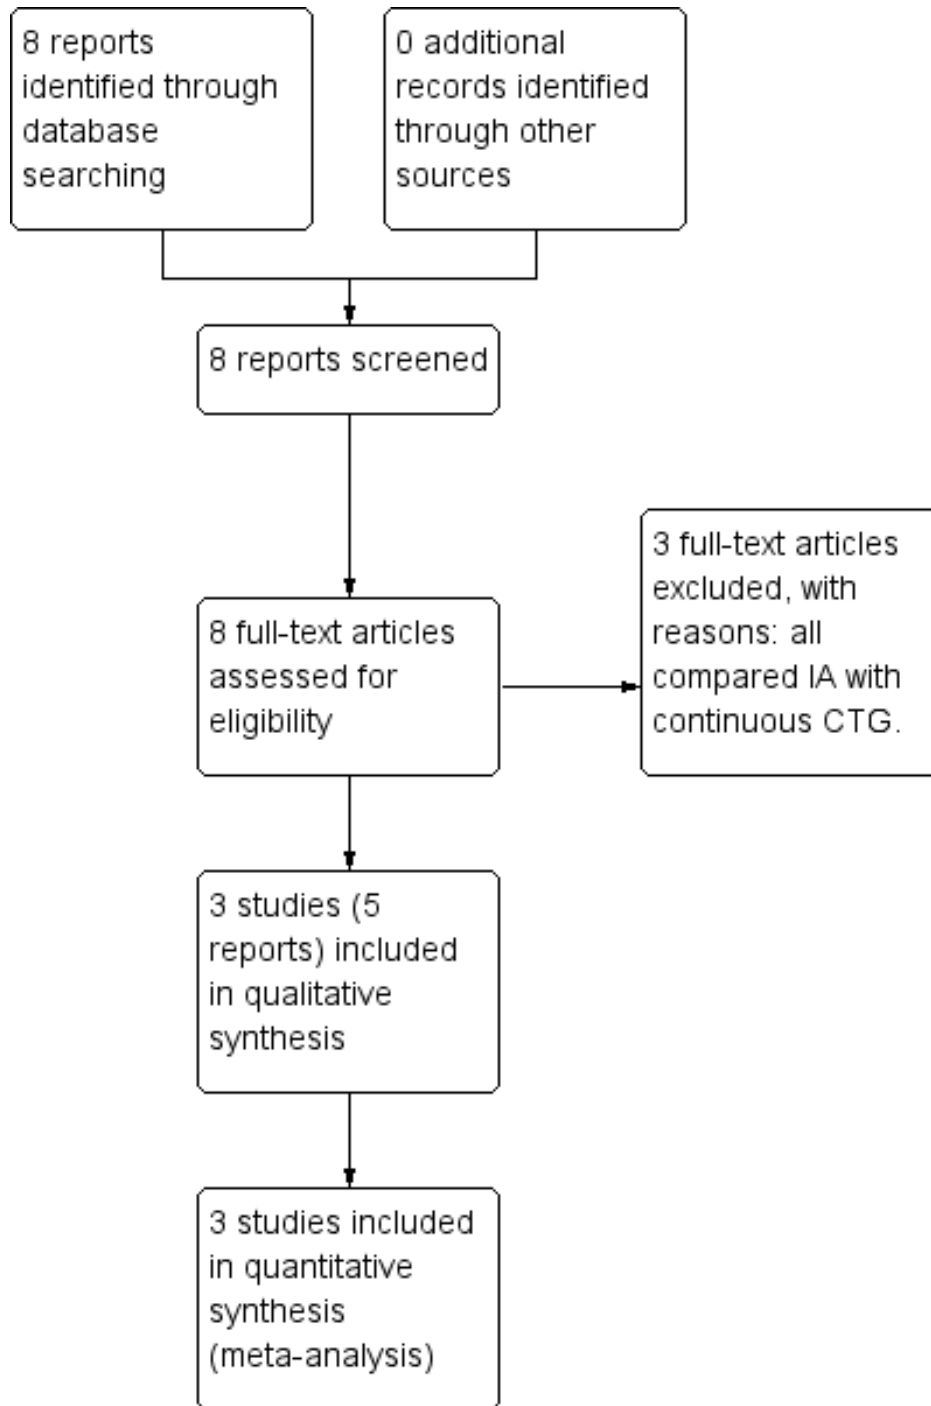 8 reports
identified through
database
searching
0 additional
records identified
through other
sources
8 reports screened
8 full-text articles
assessed for
eligibility
3 full-text articles
excluded, with
reasons: all
compared IA with
continuous CTG.
3 studies (5
reports) included
in qualitative
synthesis
3 studies included
in quantitative
synthesis
(meta-analysis)